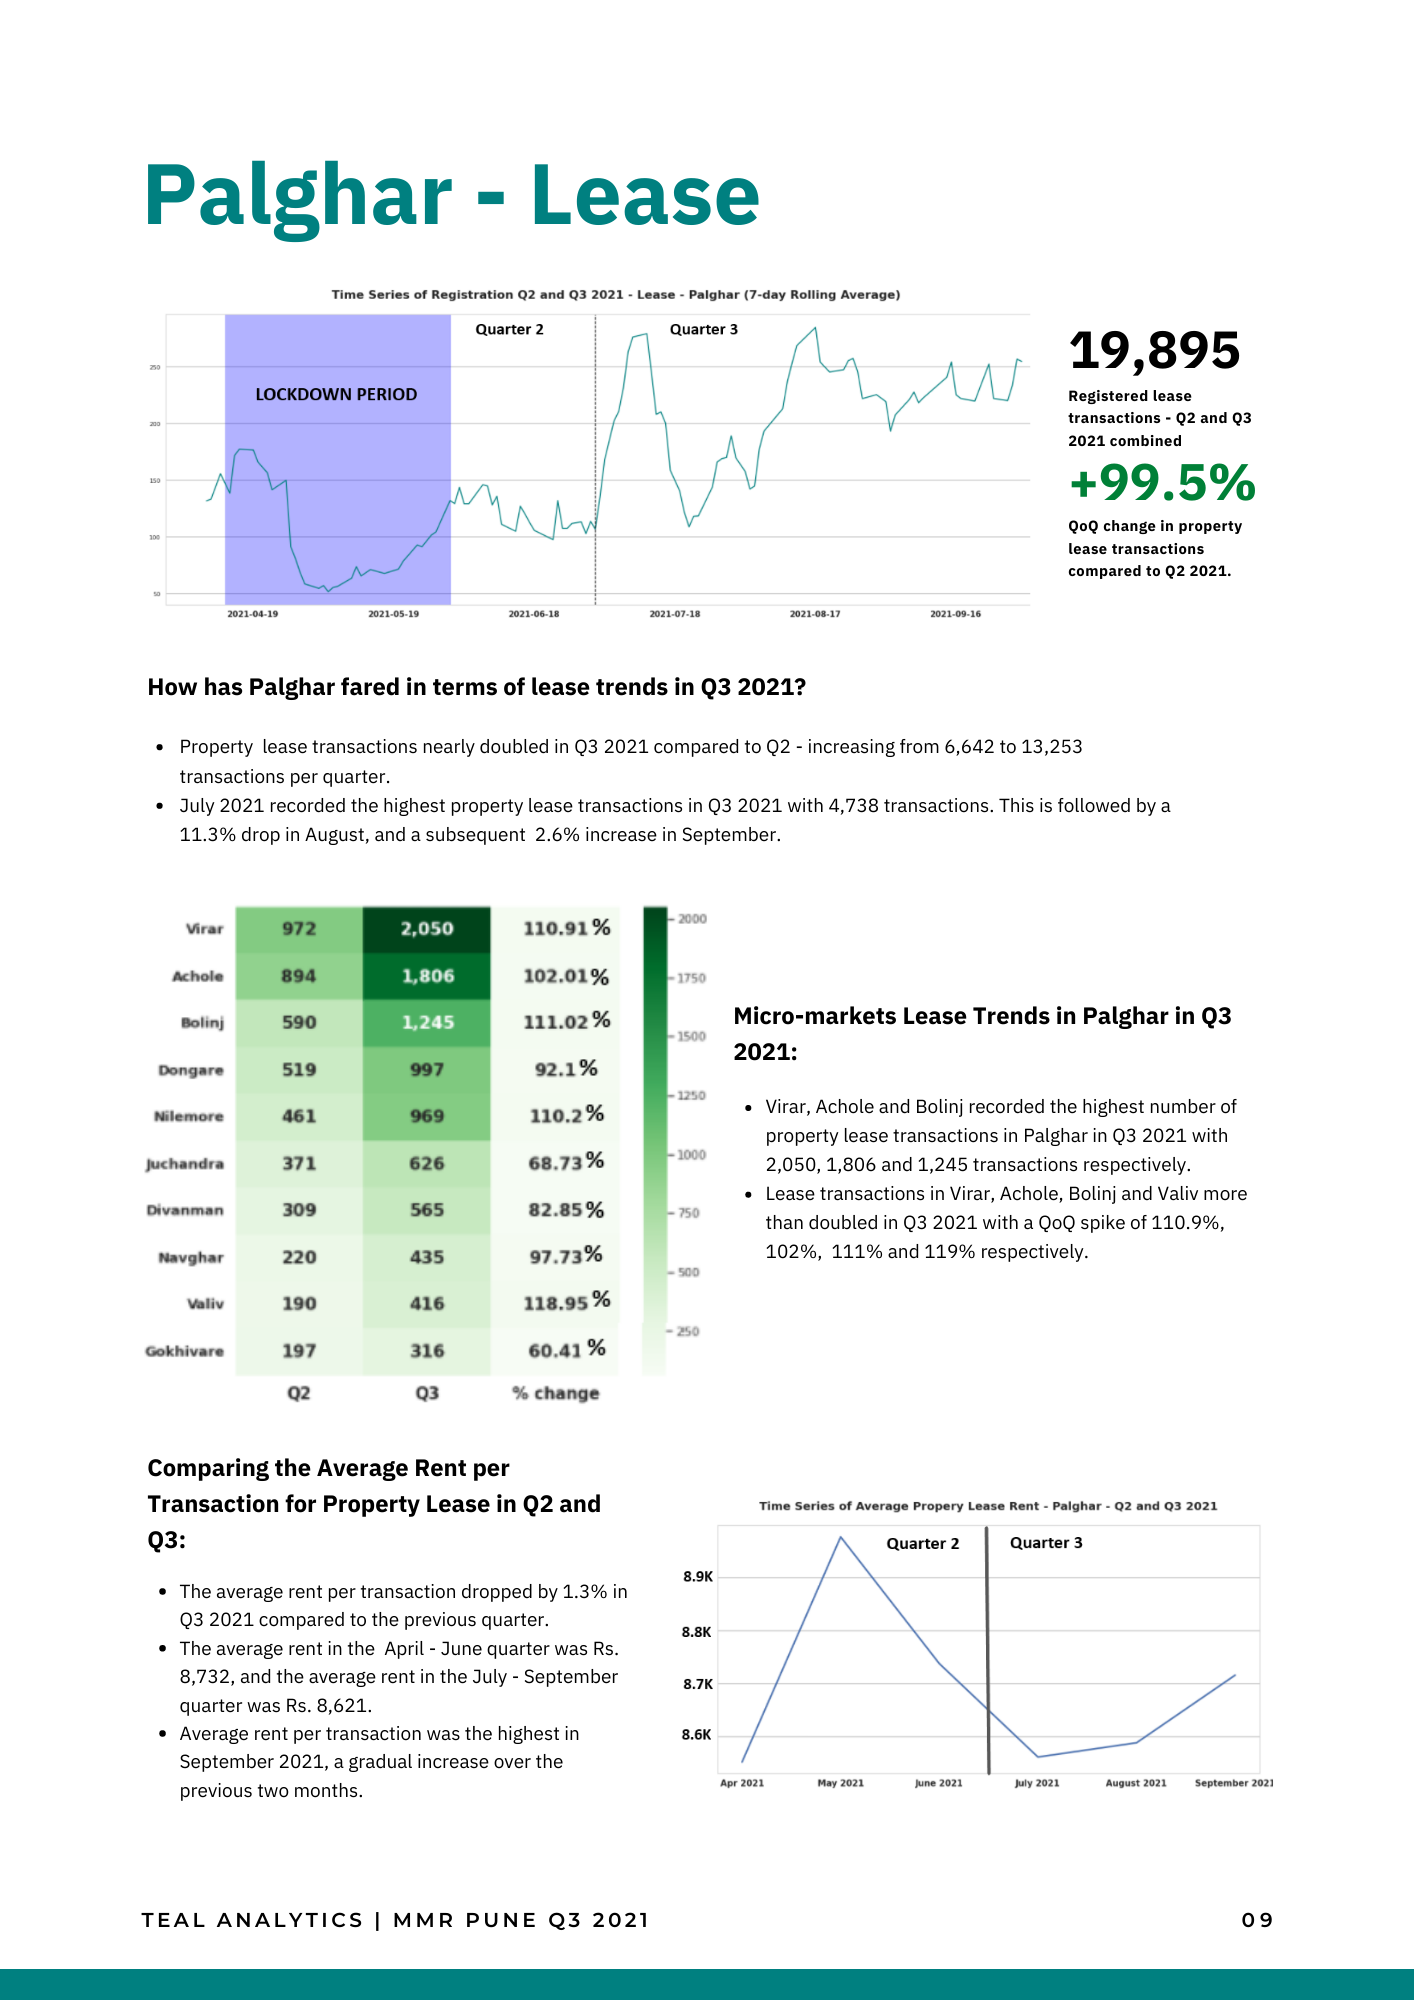 Palghar - Lease
Time Series of Registration Q2 and Q3 2021 - Lease - Palghar (7-day Rolling Average)
Quarter 2
Quarter 3
LOCKDOWN PERIOD
250
200
150
100
50
2021-04-19
2021-05-19
2021-06-18
2021-07-18
2021-08-17
2021-09-16
19,895
Registered lease
transactions - Q2 and Q3
2021 combined
+99.5%
QoQ change in property
lease transactions
compared to Q2 2021.
How has Palghar fared in terms of lease trends in Q3 2021?
• Property lease transactions nearly doubled in Q3 2021 compared to Q2 - increasing from 6,642 to 13,253
transactions per quarter.
• July 2021 recorded the highest property lease transactions in Q3 2021 with 4,738 transactions. This is followed by a
11.3% drop in August, and a subsequent 2.6% increase in September.
Virar 972 2,050 110.91%
Achole 894 1,806 102.01%
Bolinj 590 1,245 111.02%
Dongare 519 997 92.1%
Nilemore 461 969 110.2%
Juchandra 371 626 68.73%
Divanman 309 565 82.85%
Navghar 220 435 97.73%
Valiv 190 416 118.95%
Gokhivare 197 316 60.41%
Q2 Q3 % change
2000
1750
1500
1250
1000
750
500
250
Micro-markets Lease Trends in Palghar in Q3
2021:
• Virar, Achole and Bolinj recorded the highest number of
property lease transactions in Palghar in Q3 2021 with
2,050, 1,806 and 1,245 transactions respectively.
• Lease transactions in Virar, Achole, Bolinj and Valiv more
than doubled in Q3 2021 with a QoQ spike of 110.9%,
102%, 111% and 119% respectively.
Comparing the Average Rent per
Transaction for Property Lease in Q2 and
Q3:
• The average rent per transaction dropped by 1.3% in
Q3 2021 compared to the previous quarter.
• The average rent in the April - June quarter was Rs.
8,732, and the average rent in the July - September
quarter was Rs. 8,621.
• Average rent per transaction was the highest in
September 2021, a gradual increase over the
previous two months.
Time Series of Average Propery Lease Rent - Palghar - Q2 and Q3 2021
Quarter 2
Quarter 3
8.9K
8.8K
8.7K
8.6K
Apr 2021
May 2021
June 2021
July 2021
August 2021
September 2021
TEAL ANALYTICS | MMR PUNE Q3 2021
09